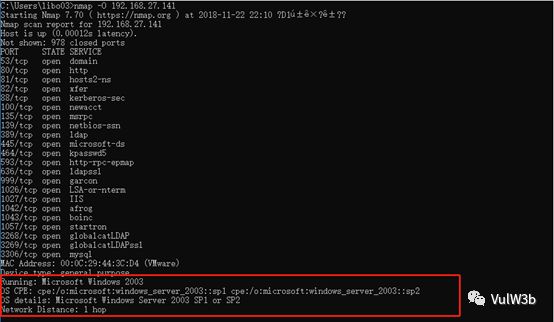 C:\Users\libo03>nmap -O 192.168.27.141
Starting Nmap 7.70 ( https://nmap.org ) at 2018-11-22 22:10 ?D1ú±ê×?ê±??
Nmap scan report for 192.168.27.141
Host is up (0.00012s latency).
Not shown: 978 closed ports
PORT STATE SERVICE
53/tcp open domain
80/tcp open http
81/tcp open hosts2-ns
82/tcp open xfer
88/tcp open kerberos-sec
100/tcp open newacct
135/tcp open msrpc
139/tcp open netbios-ssn
389/tcp open ldap
445/tcp open microsoft-ds
464/tcp open kpasswd5
593/tcp open http-rpc-epmap
636/tcp open ldapssl
999/tcp open garcon
1026/tcp open LSA-or-nterm
1027/tcp open IIS
1042/tcp open afrog
1043/tcp open boinc
1057/tcp open startron
3268/tcp open globalcatLDAP
3269/tcp open globalcatLDAPssl
3306/tcp open mysql
MAC Address: 00:0C:29:44:3C:D4 (VMware)
Device type: general purpose
Running: Microsoft Windows 2003
OS CPE: cpe:/o:microsoft:windows_server_2003::sp1 cpe:/o:microsoft:windows_server_2003::sp2
OS details: Microsoft Windows Server 2003 SP1 or SP2
Network Distance: 1 hop
VulW3b